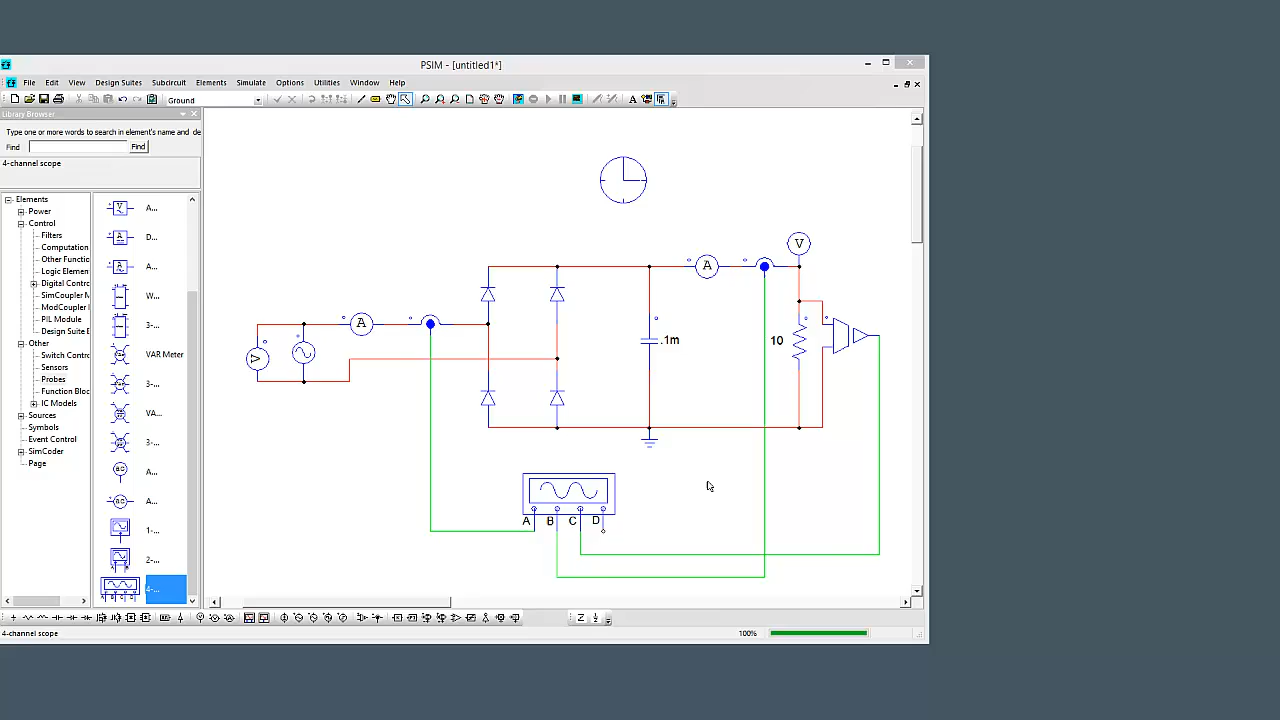 PSIM - [untitled1*]
File Edit View Design Suites Subcircuit Elements Simulate Options Utilities Window Help
Ground
A
Library Browser
Type one or more words to search in element's name and de
Find
Find
4-channel scope
Elements
Power
Control
Filters
Computation
Other Functio
Logic Elemen
Digital Contrc
SimCoupler M
ModCoupler I
PIL Module
Design Suite E
Other
Switch Contrc
Sensors
Probes
Function Bloc
IC Models
Sources
Symbols
Event Control
SimCoder
Page
A...
D...
A...
W...
3-...
VAR Meter
3-...
VA...
3-...
A...
A...
1-...
2-...
4-...
V
A
A
V
.1m
10
A B C D
Z
4-channel scope
100%